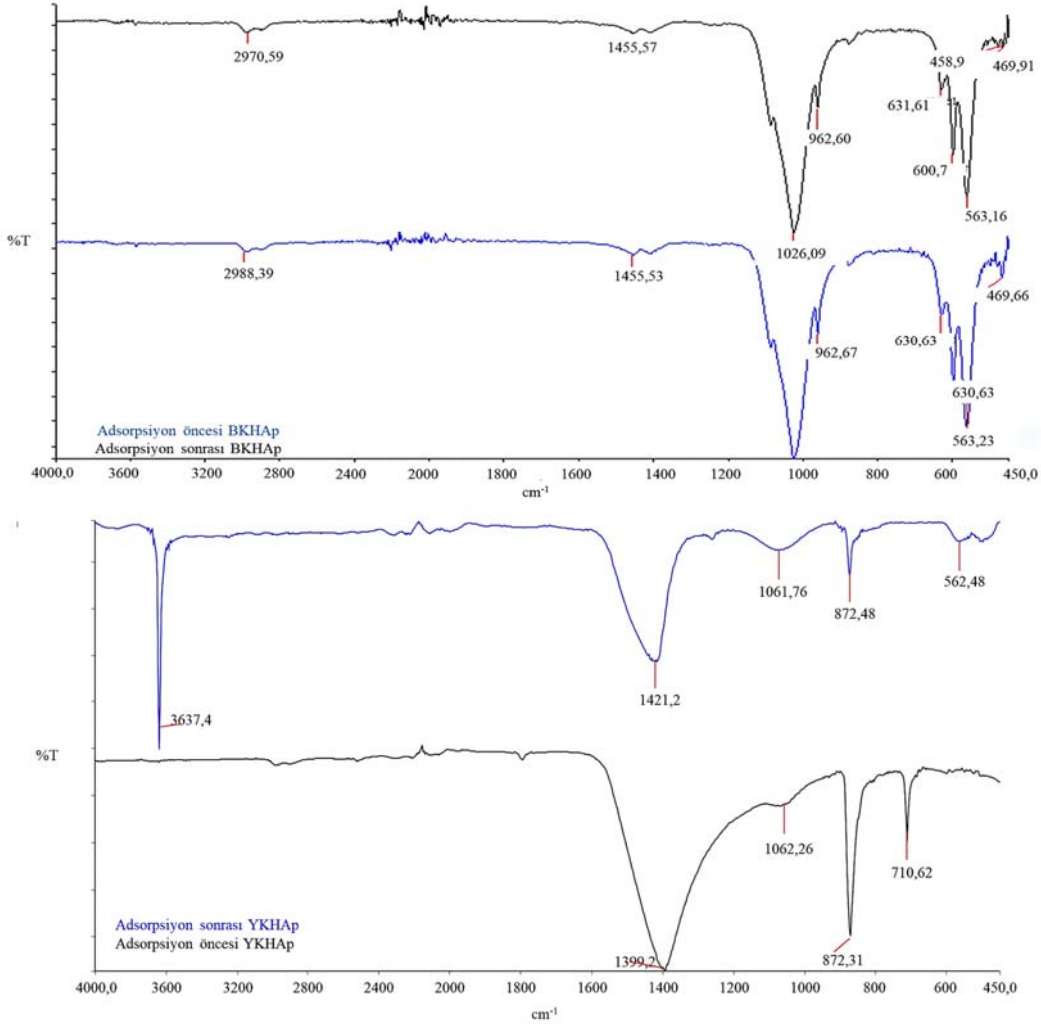 2970,59
1455,57
1026,09
962,60
631,61
458,9
600,7
563,16
469,91
%T
2988,39
1455,53
962,67
630,63
630,63
563,23
469,66
Adsorpsiyon öncesi BKHAp
Adsorpsiyon sonrası BKHAp
4000,0 3600 3200 2800 2400 2000 1800 1600 1400 1200 1000 800 600 450,0
cm-1
3637,4
1421,2
1061,76
872,48
562,48
%T
1399,2
1062,26
872,31
710,62
Adsorpsiyon sonrası YKHAp
Adsorpsiyon öncesi YKHAp
4000,0 3600 3200 2800 2400 2000 1800 1600 1400 1200 1000 800 600 450,0
cm-1